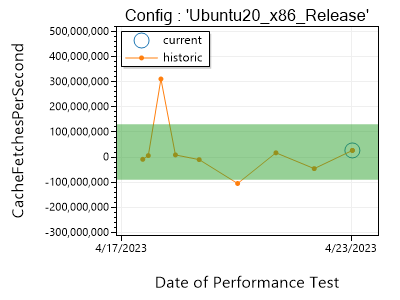 Config : 'Ubuntu20_x86_Release'
current
historic
CacheFetchesPerSecond
500,000,000
400,000,000
300,000,000
200,000,000
100,000,000
0
-100,000,000
-200,000,000
-300,000,000
4/17/2023
4/23/2023
Date of Performance Test